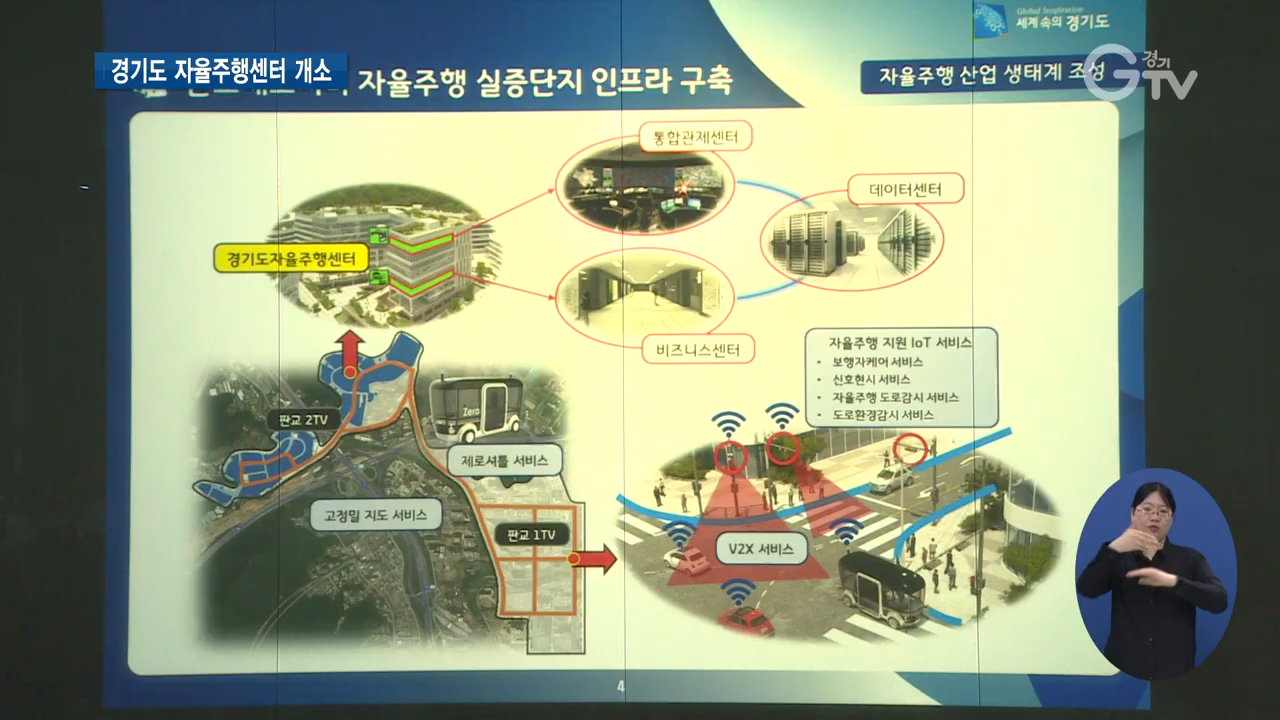 Global Inspiration
세계 속의 경기도
경기도 자율주행센터 개소
자율주행 실증단지 인프라 구축
자율주행 산업 생태계 조성
경기
GTV
통합관제센터
데이터센터
경기도자율주행센터
비즈니스센터
자율주행 지원 IoT 서비스
• 보행자케어 서비스
• 신호현시 서비스
• 자율주행 도로감시 서비스
• 도로환경감시 서비스
판교 2TV
Zero
제로셔틀 서비스
고정밀 지도 서비스
판교 1TV
V2X 서비스
4